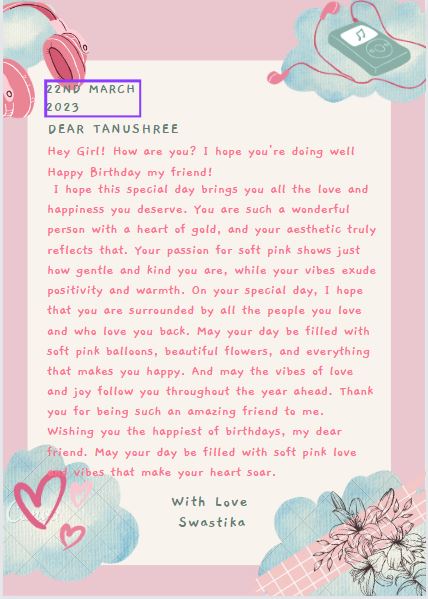 22ND MARCH
2023
DEAR TANUSHREE
Hey Girl! How are you? I hope you're doing well
Happy Birthday my friend!
I hope this special day brings you all the love and
happiness you deserve. You are such a wonderful
person with a heart of gold, and your aesthetic truly
reflects that. Your passion for soft pink shows just
how gentle and kind you are, while your vibes exude
positivity and warmth. On your special day, I hope
that you are surrounded by all the people you love
and who love you back. May your day be filled with
soft pink balloons, beautiful flowers, and everything
that makes you happy. And may the vibes of love
and joy follow you throughout the year ahead. Thank
you for being such an amazing friend to me.
Wishing you the happiest of birthdays, my dear
friend. May your day be filled with soft pink love
and vibes that make your heart soar.
With Love
Swastika